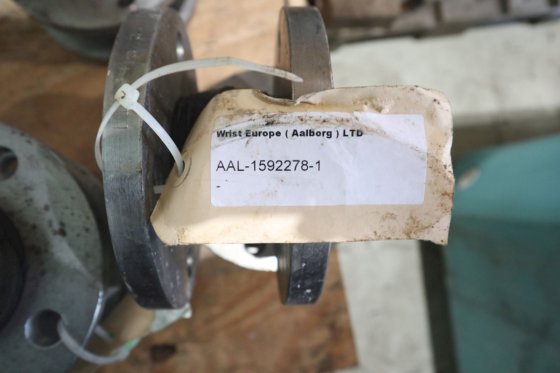 Wrist Europe ( Aalborg ) LTD
AAL-1592278-1
-